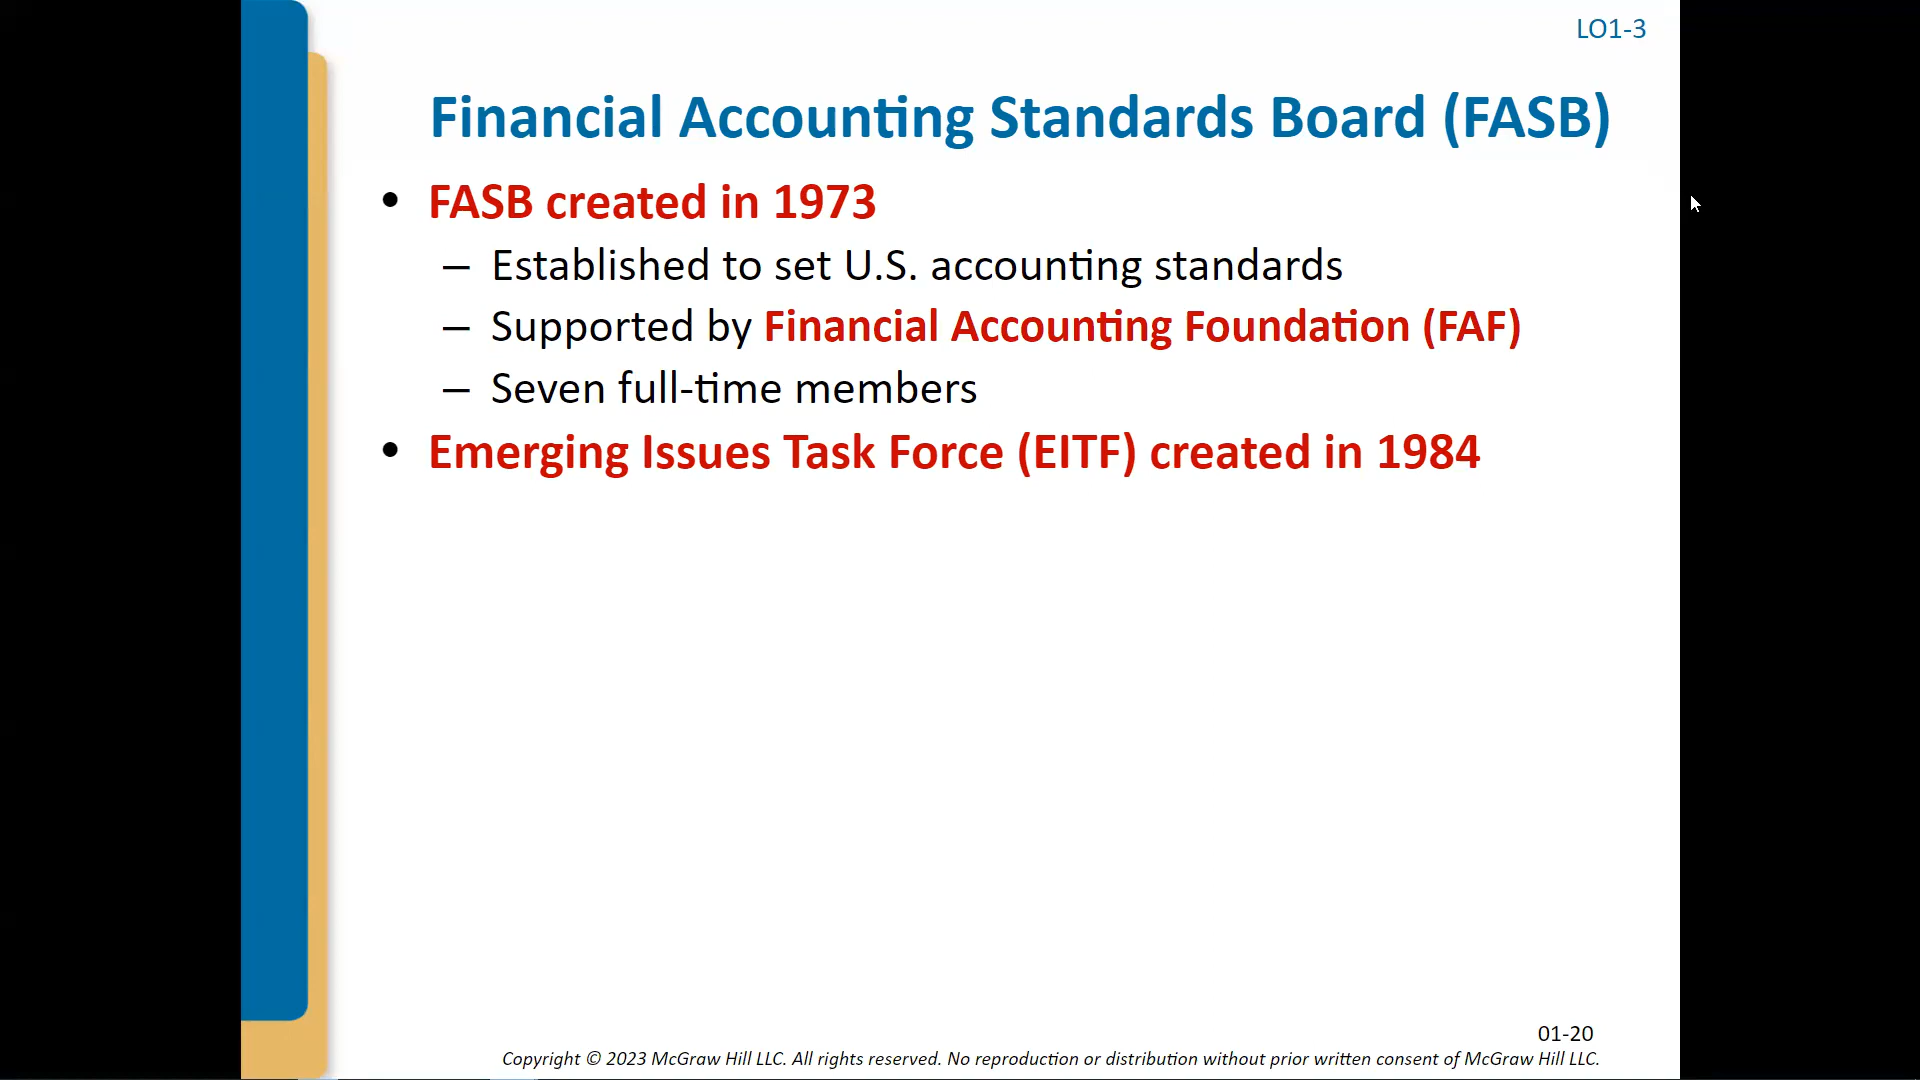 LO1-3
Financial Accounting Standards Board (FASB)
• FASB created in 1973
– Established to set U.S. accounting standards
– Supported by Financial Accounting Foundation (FAF)
– Seven full-time members
• Emerging Issues Task Force (EITF) created in 1984
01-20
Copyright © 2023 McGraw Hill LLC. All rights reserved. No reproduction or distribution without prior written consent of McGraw Hill LLC.